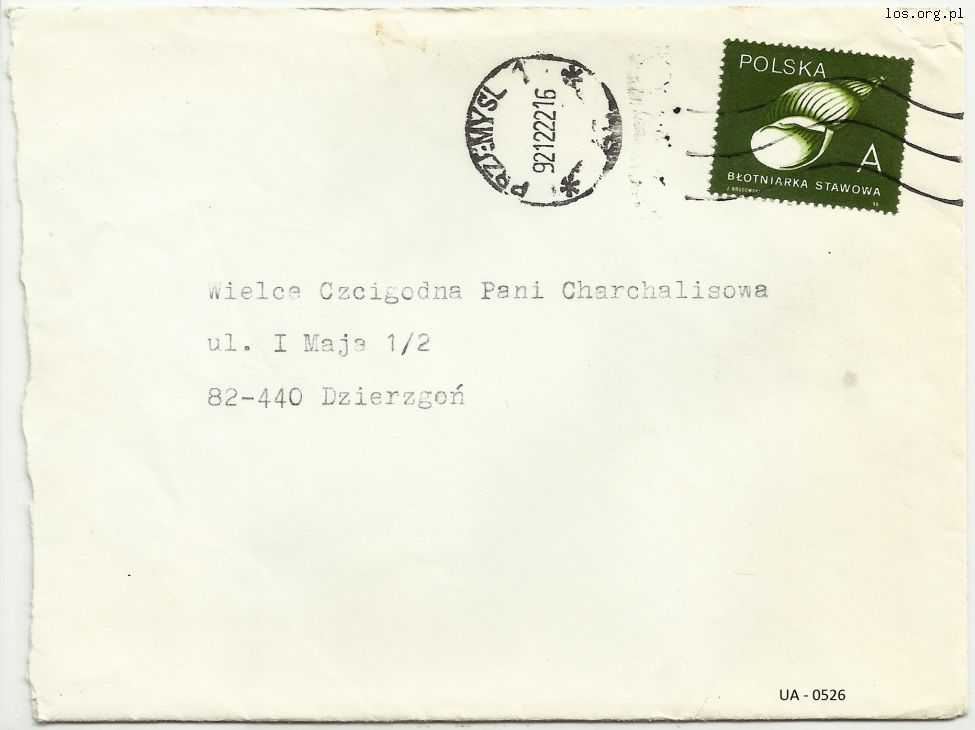 los.org.pl
PRZEMYŚL 1
92122216
POLSKA
A
BŁOTNIARKA STAWOWA
Wielce Czcigodna Pani Charchalisowa
ul. I Maja 1/2
82-440 Dzierzgoń
UA - 0526